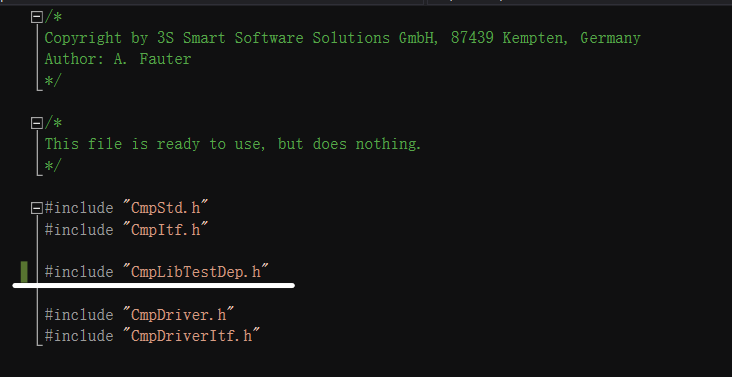 /*
Copyright by 3S Smart Software Solutions GmbH, 87439 Kempten, Germany
Author: A. Fauter
*/
/*
This file is ready to use, but does nothing.
*/
#include "CmpStd.h"
#include "CmpItf.h"
#include "CmpLibTestDep.h"
#include "CmpDriver.h"
#include "CmpDriverItf.h"